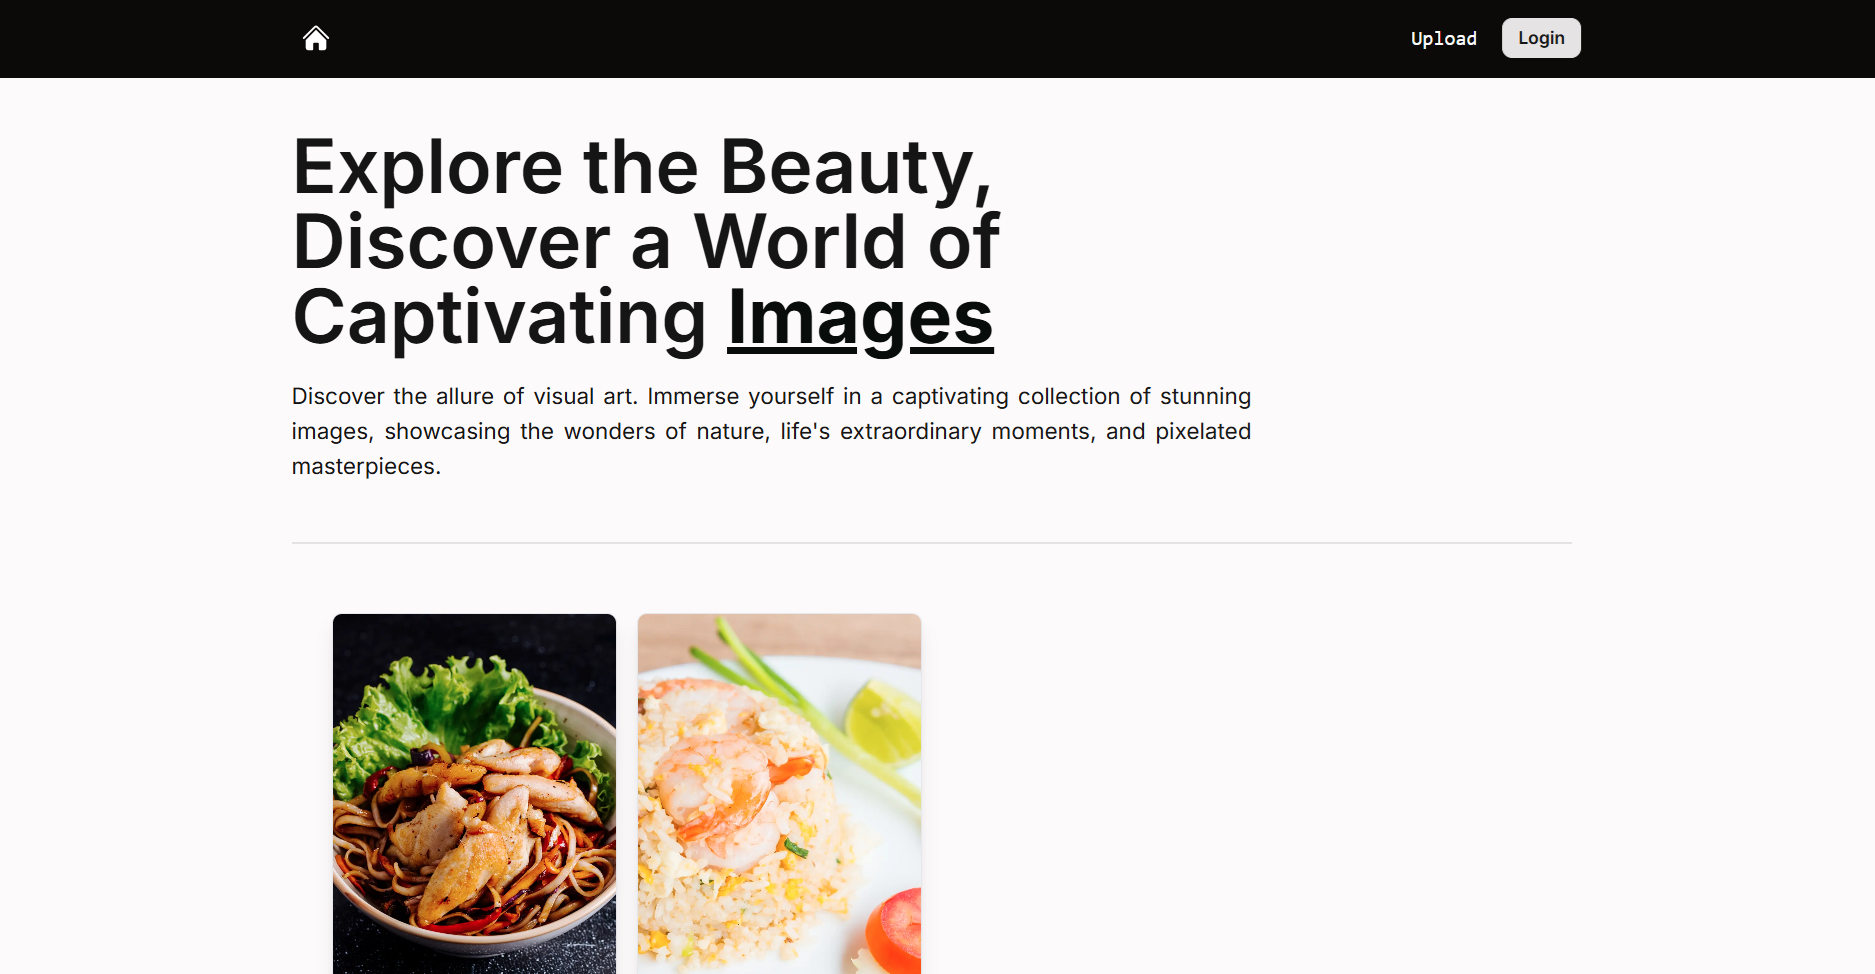 Upload
Login
Explore the Beauty,
Discover a World of
Captivating Images
Discover the allure of visual art. Immerse yourself in a captivating collection of stunning
images, showcasing the wonders of nature, life's extraordinary moments, and pixelated
masterpieces.